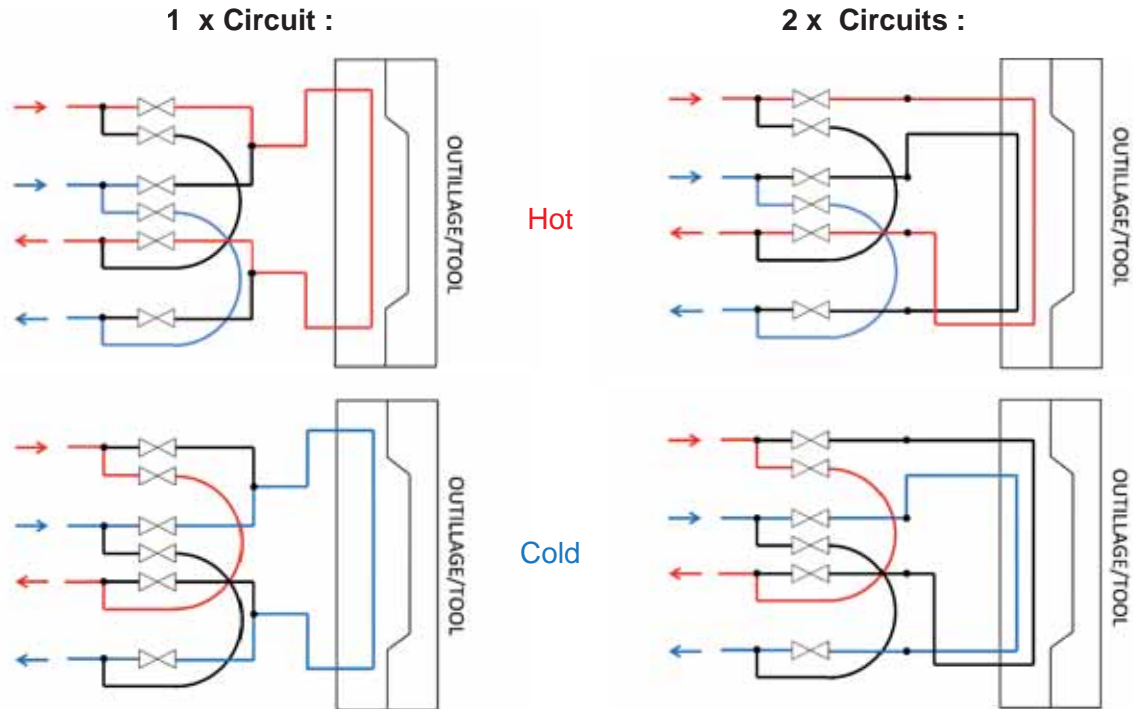 1 x Circuit :
2 x Circuits :
OUTILLAGE/TOOL
OUTILLAGE/TOOL
Hot
OUTILLAGE/TOOL
OUTILLAGE/TOOL
Cold